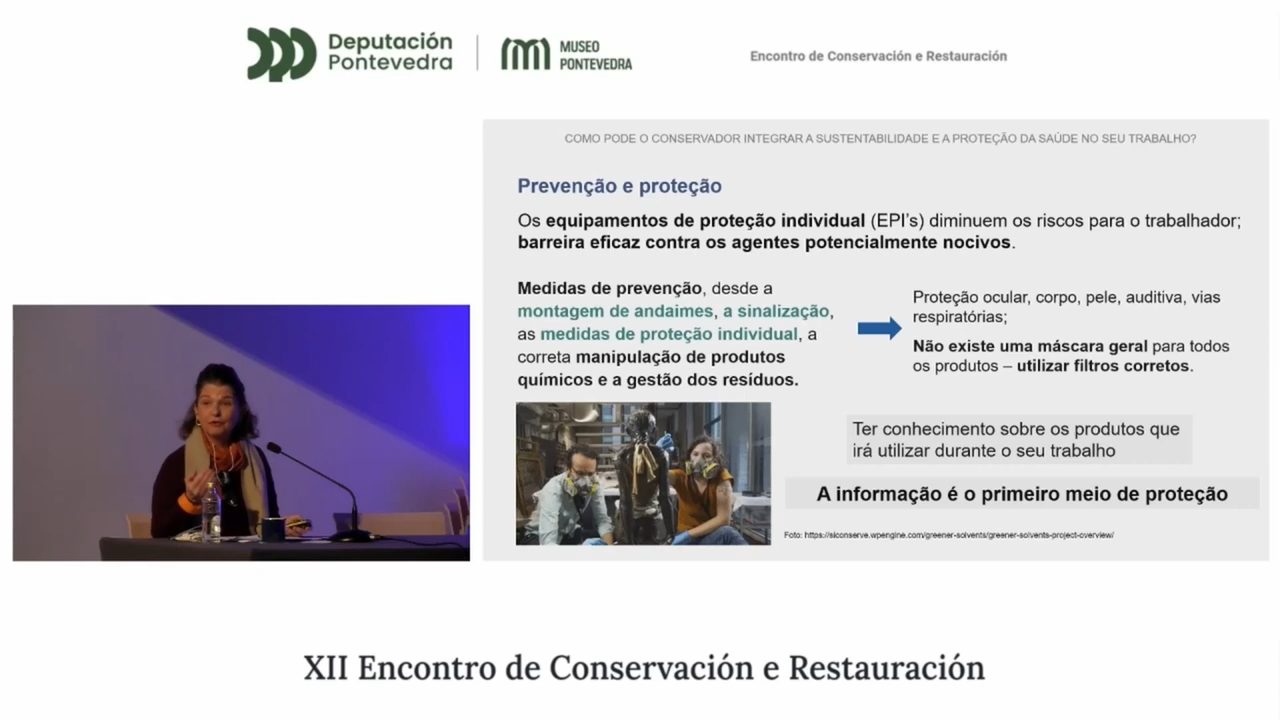 Deputación
Pontevedra
MUSEO
PONTEVEDRA
Encontro de Conservación e Restauración
COMO PODE O CONSERVADOR INTEGRAR A SUSTENTABILIDADE E A PROTEÇÃO DA SAÚDE NO SEU TRABALHO?
Prevenção e proteção
Os equipamentos de proteção individual (EPI's) diminuem os riscos para o trabalhador;
barreira eficaz contra os agentes potencialmente nocivos.
Medidas de prevenção, desde a
montagem de andaimes, a sinalização,
as medidas de proteção individual, a
correta manipulação de produtos
químicos e a gestão dos resíduos.
Proteção ocular, corpo, pele, auditiva, vias
respiratórias;
Não existe uma máscara geral para todos
os produtos – utilizar filtros corretos.
Ter conhecimento sobre os produtos que
irá utilizar durante o seu trabalho
A informação é o primeiro meio de proteção
Foto: https://siconserve.wpengine.com/greener-solvents/greener-solvents-project-overview/
XII Encontro de Conservación e Restauración